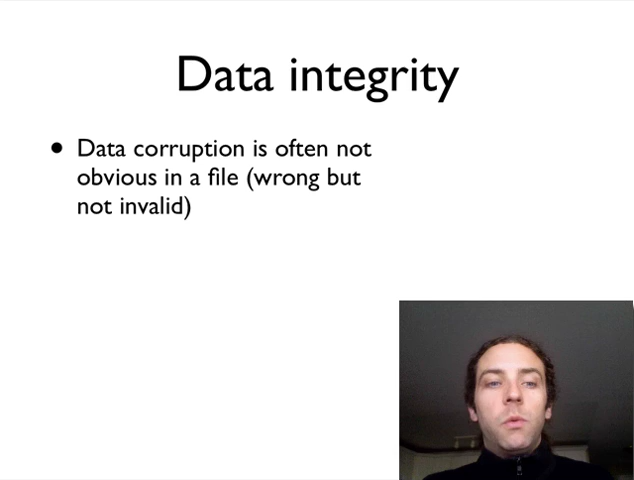 Data integrity
• Data corruption is often not
obvious in a file (wrong but
not invalid)